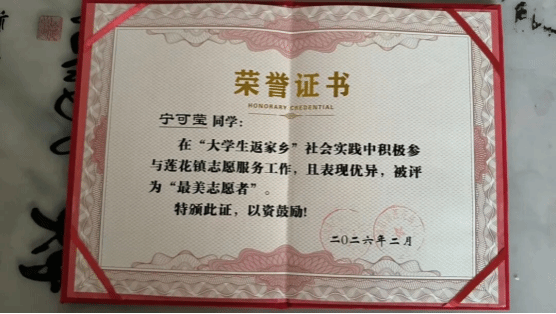 荣誉证书
HONORARY CREDENTIAL
宁可莹 同学：
在“大学生返家乡”社会实践中积极参
与莲花镇志愿服务工作，且表现优异，被评
为“最美志愿者”。
特颁此证，以资鼓励!
二〇二六年二月